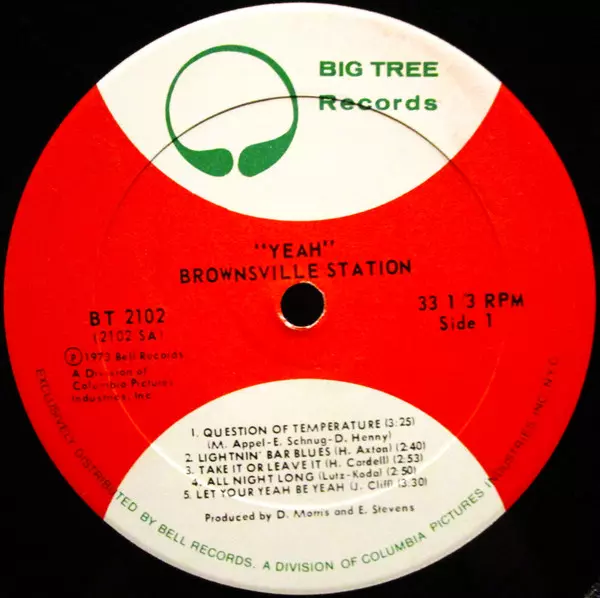 BIG TREE
Records
"YEAH"
BROWNSVILLE STATION
BT 2102
(2102 SA)
℗ 1973 Bell Records
A Division of
Columbia Pictures
Industries, Inc.
33 1/3 RPM
Side 1
1. QUESTION OF TEMPERATURE (3:25)
(M. Appel-E. Schnug-D. Henny)
2. LIGHTNIN' BAR BLUES (H. Axton) (2:40)
3. TAKE IT OR LEAVE IT (H. Cardell) (2:53)
4. ALL NIGHT LONG (Lutz-Koda) (2:50)
5. LET YOUR YEAH BE YEAH (J. Cliff) (3:30)
Produced by D. Morris and E. Stevens
EXCLUSIVELY DISTRIBUTED BY BELL RECORDS. A DIVISION OF COLUMBIA PICTURES INDUSTRIES INC. N.Y.C.